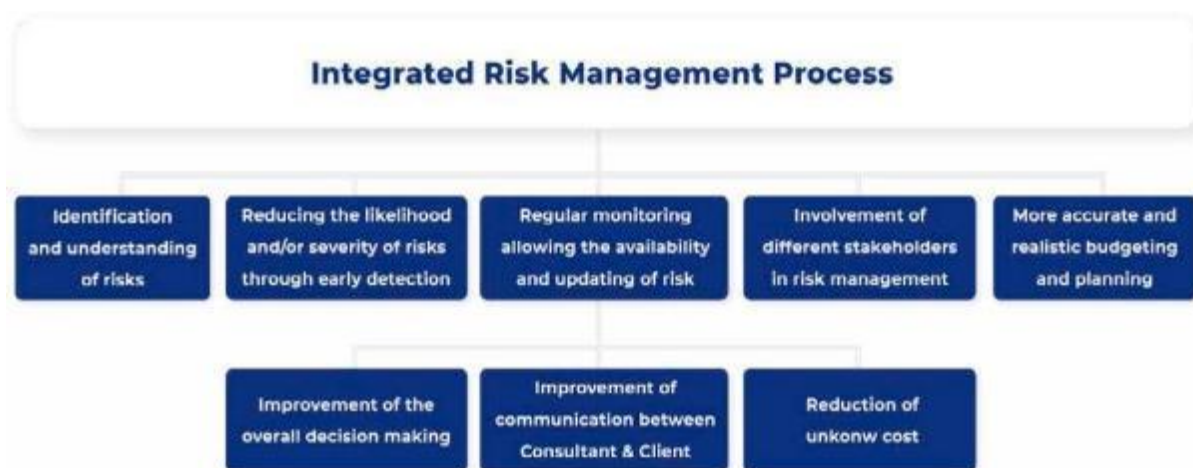 Integrated Risk Management Process
Identification
and understanding
of risks
Reducing the likelihood
and/or severity of risks
through early detection
Regular monitoring
allowing the availability
and updating of risk
Involvement of
different stakeholders
in risk management
More accurate and
realistic budgeting
and planning
Improvement of the
overall decision making
Improvement of
communication between
Consultant & Client
Reduction of
unkonw cost